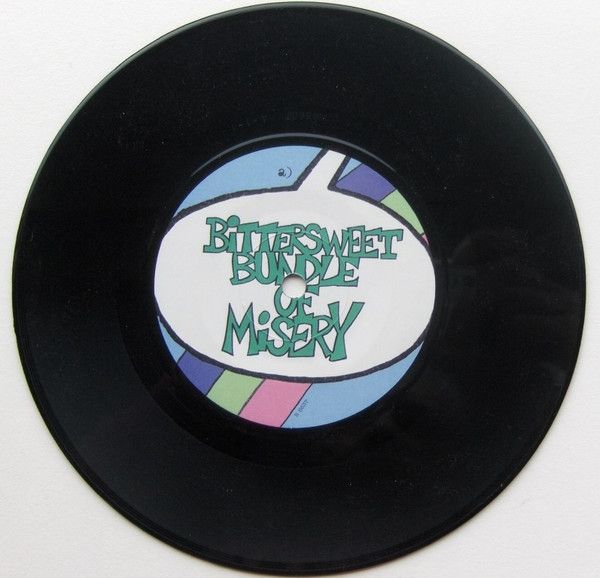 a.)
BiTTERSWEET
BUNDLE
OF
MiSERY